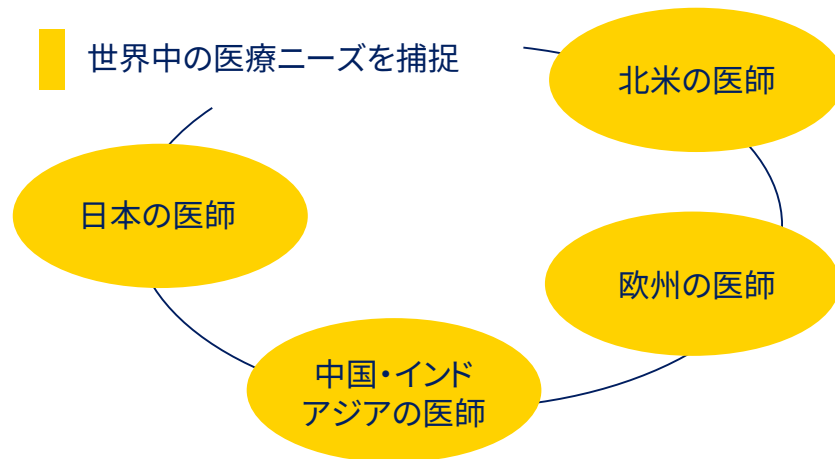 世界中の医療ニーズを捕捉
北米の医師
日本の医師
欧州の医師
中国・インド
アジアの医師